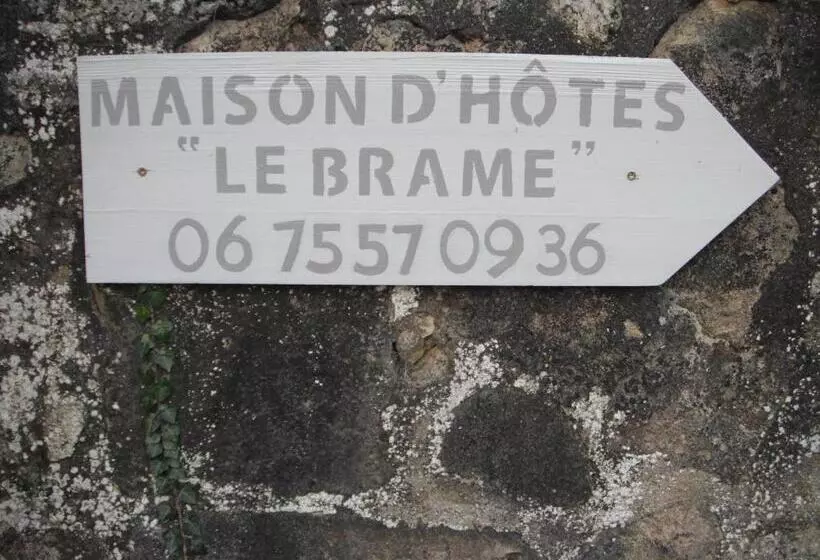 MAISON D'HÔTES
"LE BRAME"
06 75 57 09 36